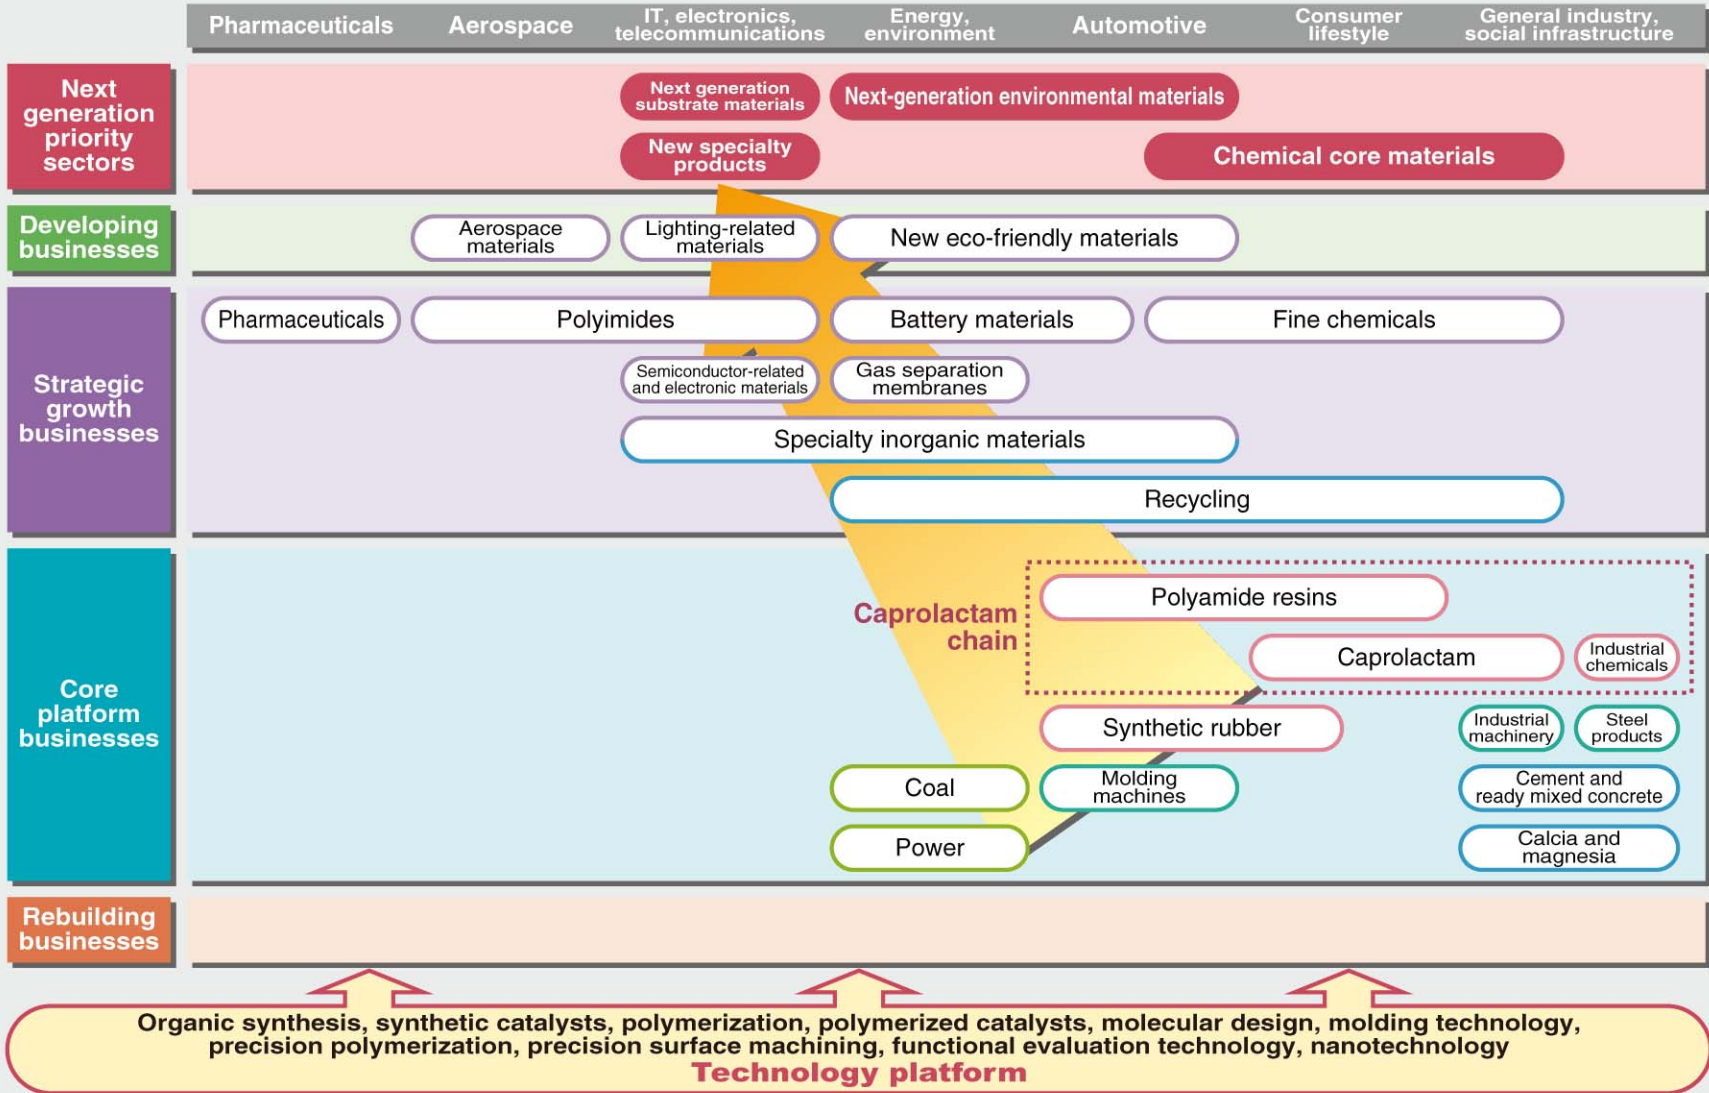 Pharmaceuticals
Aerospace
IT, electronics,
telecommunications
Energy,
environment
Automotive
Consumer
lifestyle
General industry,
social infrastructure
Next
generation
priority
sectors
Next generation
substrate materials
Next-generation environmental materials
New specialty
products
Chemical core materials
Developing
businesses
Aerospace
materials
Lighting-related
materials
New eco-friendly materials
Strategic
growth
businesses
Pharmaceuticals
Polyimides
Battery materials
Fine chemicals
Semiconductor-related
and electronic materials
Gas separation
membranes
Specialty inorganic materials
Recycling
Core
platform
businesses
Caprolactam
chain
Polyamide resins
Caprolactam
Industrial
chemicals
Synthetic rubber
Industrial
machinery
Steel
products
Coal
Molding
machines
Cement and
ready mixed concrete
Power
Calcia and
magnesia
Rebuilding
businesses
Organic synthesis, synthetic catalysts, polymerization, polymerized catalysts, molecular design, molding technology,
precision polymerization, precision surface machining, functional evaluation technology, nanotechnology
Technology platform